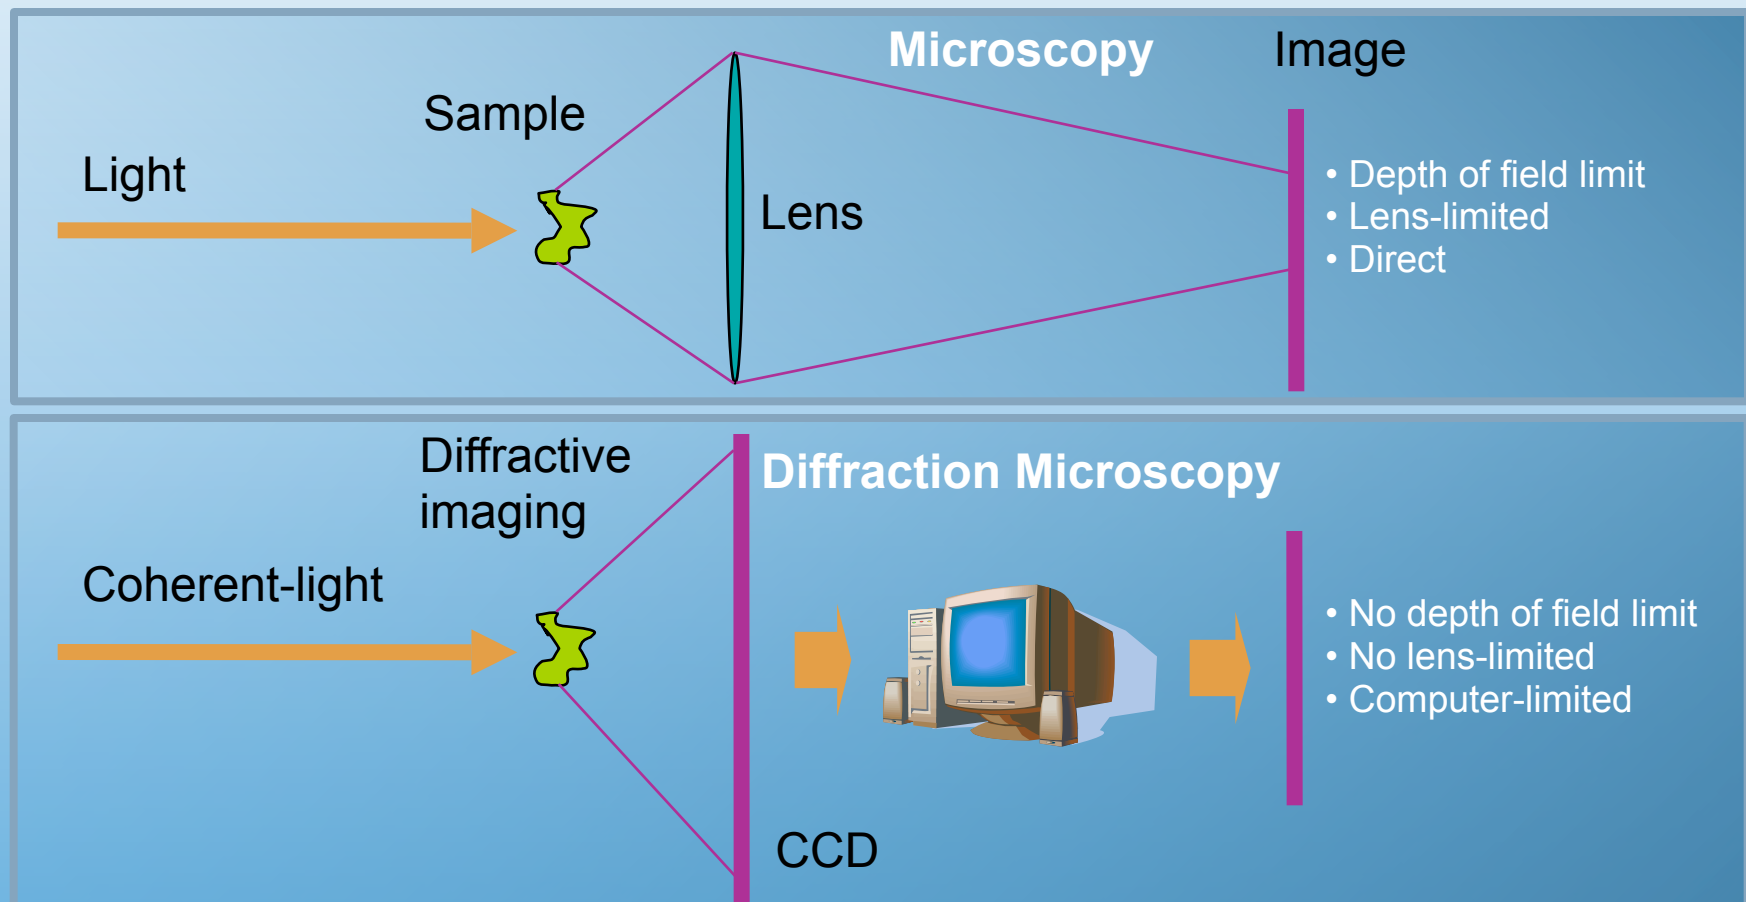 Microscopy
Image
Sample
Light
Lens
• Depth of field limit
• Lens-limited
• Direct
Diffractive
imaging
Diffraction Microscopy
Coherent-light
• No depth of field limit
• No lens-limited
• Computer-limited
CCD